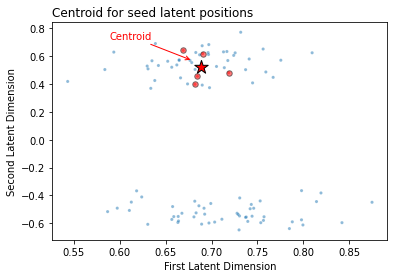 Centroid for seed latent positions
Centroid
Second Latent Dimension
0.8
0.6
0.4
0.2
0.0
−0.2
−0.4
−0.6
0.55 0.60 0.65 0.70 0.75 0.80 0.85
First Latent Dimension